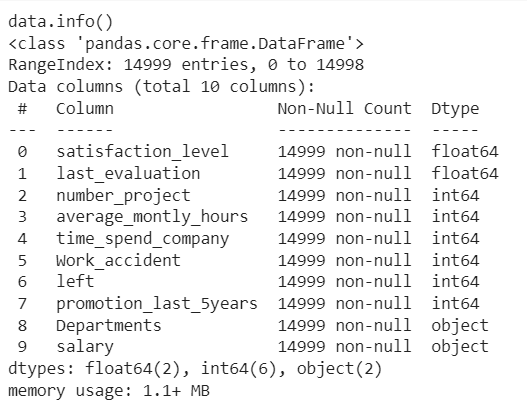 data.info()
<class 'pandas.core.frame.DataFrame'>
RangeIndex: 14999 entries, 0 to 14998
Data columns (total 10 columns):
 #   Column                 Non-Null Count  Dtype
---  ------                 --------------  -----
 0   satisfaction_level     14999 non-null  float64
 1   last_evaluation        14999 non-null  float64
 2   number_project         14999 non-null  int64
 3   average_montly_hours   14999 non-null  int64
 4   time_spend_company     14999 non-null  int64
 5   Work_accident          14999 non-null  int64
 6   left                   14999 non-null  int64
 7   promotion_last_5years  14999 non-null  int64
 8   Departments            14999 non-null  object
 9   salary                 14999 non-null  object
dtypes: float64(2), int64(6), object(2)
memory usage: 1.1+ MB